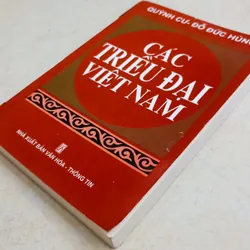 QUỲNH CƯ - ĐỖ ĐỨC HÙNG
CÁC
TRIỀU ĐẠI
VIỆT NAM
NHÀ XUẤT BẢN VĂN HÓA - THÔNG TIN